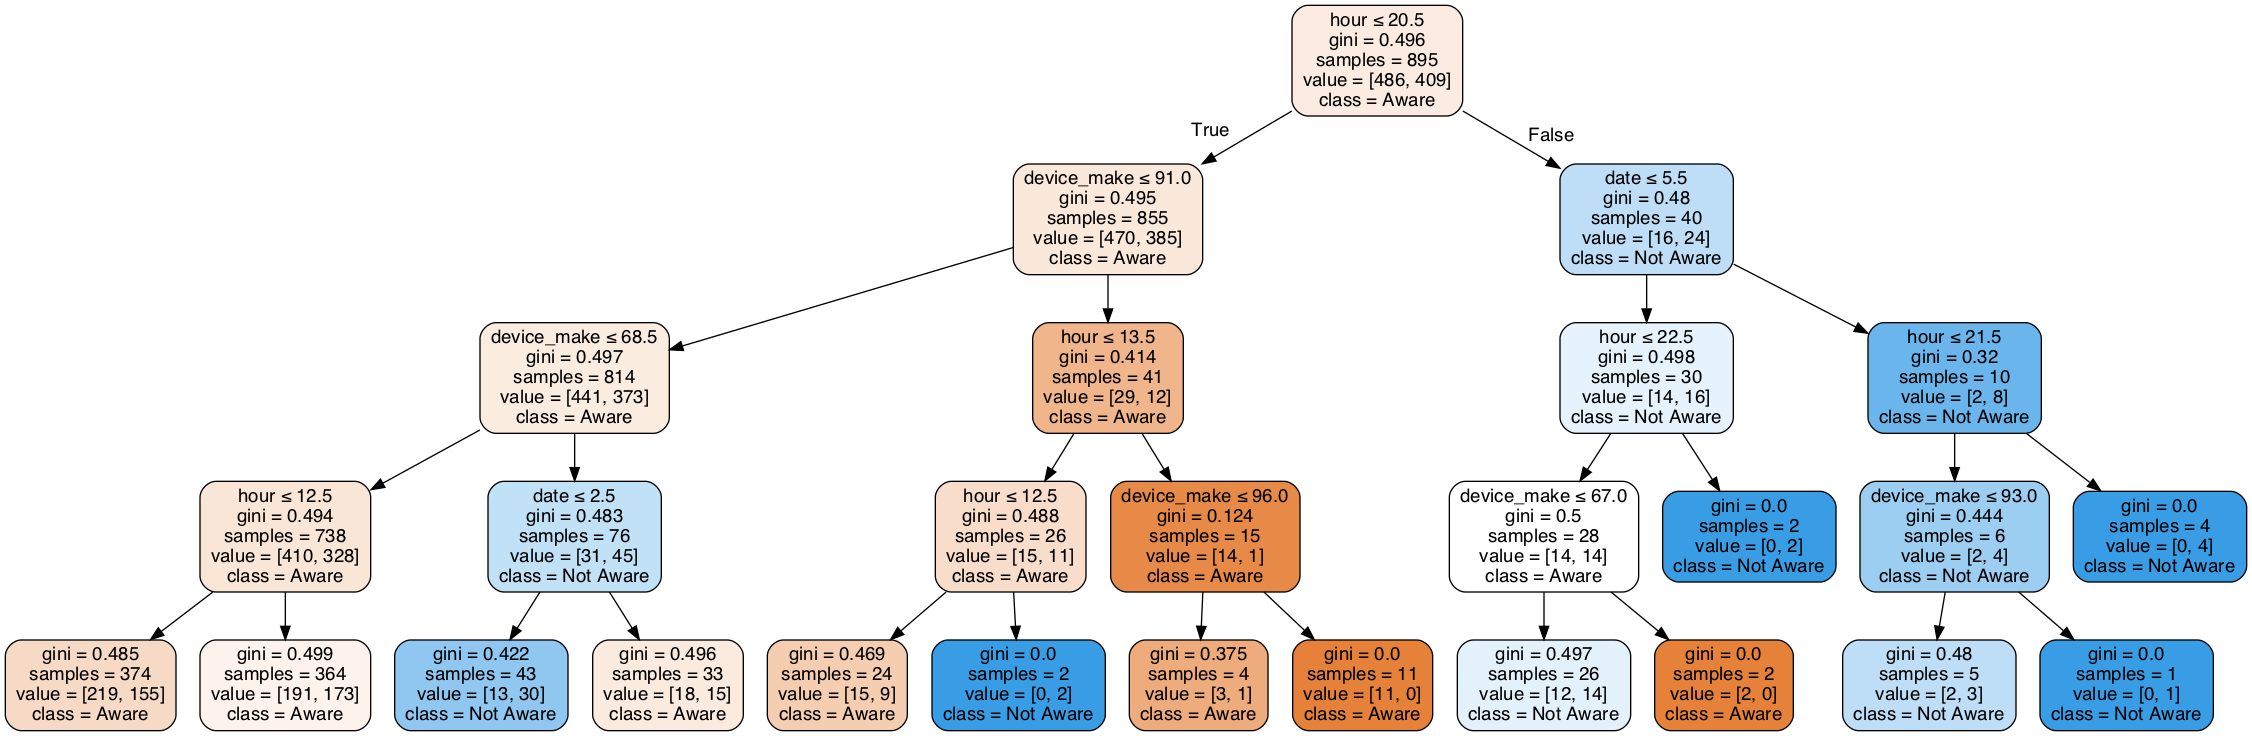 hour ≤ 20.5
gini = 0.496
samples = 895
value = [486, 409]
class = Aware
True
False
device_make ≤ 91.0
gini = 0.495
samples = 855
value = [470, 385]
class = Aware
date ≤ 5.5
gini = 0.48
samples = 40
value = [16, 24]
class = Not Aware
device_make ≤ 68.5
gini = 0.497
samples = 814
value = [441, 373]
class = Aware
hour ≤ 13.5
gini = 0.414
samples = 41
value = [29, 12]
class = Aware
hour ≤ 22.5
gini = 0.498
samples = 30
value = [14, 16]
class = Not Aware
hour ≤ 21.5
gini = 0.32
samples = 10
value = [2, 8]
class = Not Aware
hour ≤ 12.5
gini = 0.494
samples = 738
value = [410, 328]
class = Aware
date ≤ 2.5
gini = 0.483
samples = 76
value = [31, 45]
class = Not Aware
hour ≤ 12.5
gini = 0.488
samples = 26
value = [15, 11]
class = Aware
device_make ≤ 96.0
gini = 0.124
samples = 15
value = [14, 1]
class = Aware
device_make ≤ 67.0
gini = 0.5
samples = 28
value = [14, 14]
class = Aware
gini = 0.0
samples = 2
value = [0, 2]
class = Not Aware
device_make ≤ 93.0
gini = 0.444
samples = 6
value = [2, 4]
class = Not Aware
gini = 0.0
samples = 4
value = [0, 4]
class = Not Aware
gini = 0.485
samples = 374
value = [219, 155]
class = Aware
gini = 0.499
samples = 364
value = [191, 173]
class = Aware
gini = 0.422
samples = 43
value = [13, 30]
class = Not Aware
gini = 0.496
samples = 33
value = [18, 15]
class = Aware
gini = 0.469
samples = 24
value = [15, 9]
class = Aware
gini = 0.0
samples = 2
value = [0, 2]
class = Not Aware
gini = 0.375
samples = 4
value = [3, 1]
class = Aware
gini = 0.0
samples = 11
value = [11, 0]
class = Aware
gini = 0.497
samples = 26
value = [12, 14]
class = Not Aware
gini = 0.0
samples = 2
value = [2, 0]
class = Aware
gini = 0.48
samples = 5
value = [2, 3]
class = Not Aware
gini = 0.0
samples = 1
value = [0, 1]
class = Not Aware